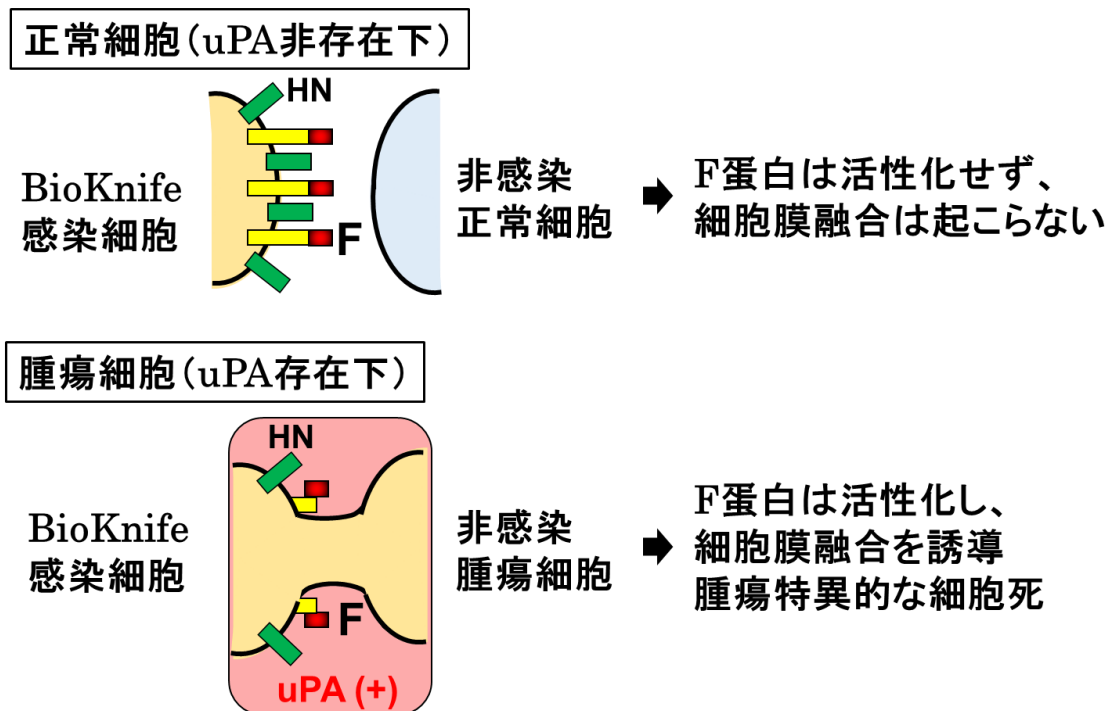 正常細胞(uPA非存在下)
HN
BioKnife
感染細胞
F
非感染
正常細胞
F蛋白は活性化せず、
細胞膜融合は起こらない
腫瘍細胞(uPA存在下)
HN
BioKnife
感染細胞
F
uPA (+)
非感染
腫瘍細胞
F蛋白は活性化し、
細胞膜融合を誘導
腫瘍特異的な細胞死